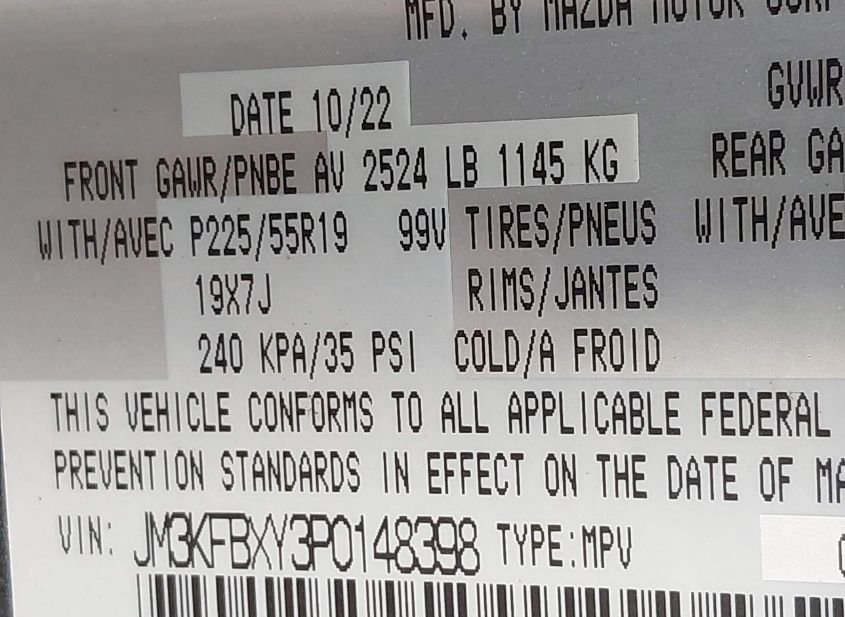 MFD. BY MAZDA MOTOR CORP
DATE 10/22
GVWR
FRONT GAWR/PNBE AV 2524 LB 1145 KG REAR GA
WITH/AVEC P225/55R19 99V TIRES/PNEUS WITH/AVE
19X7J RIMS/JANTES
240 KPA/35 PSI COLD/A FROID
THIS VEHICLE CONFORMS TO ALL APPLICABLE FEDERAL
PREVENTION STANDARDS IN EFFECT ON THE DATE OF MA
VIN: JM3KFBXY3P0148398 TYPE:MPV